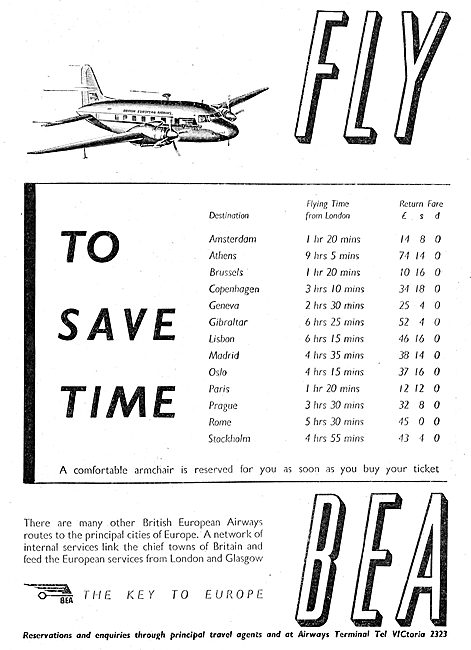 FLY
BRITISH EUROPEAN AIRWAYS
TO
SAVE
TIME
Destination Flying Time from London Return Fare £ s d
Amsterdam 1 hr 20 mins 14 8 0
Athens 9 hrs 5 mins 74 14 0
Brussels 1 hr 20 mins 10 16 0
Copenhagen 3 hrs 10 mins 34 18 0
Geneva 2 hrs 30 mins 25 4 0
Gibraltar 6 hrs 25 mins 52 4 0
Lisbon 6 hrs 15 mins 46 16 0
Madrid 4 hrs 35 mins 38 14 0
Oslo 4 hrs 15 mins 37 16 0
Paris 1 hr 20 mins 12 12 0
Prague 3 hrs 30 mins 32 8 0
Rome 5 hrs 30 mins 45 0 0
Stockholm 4 hrs 55 mins 43 4 0
A comfortable armchair is reserved for you as soon as you buy your ticket
There are many other British European Airways
routes to the principal cities of Europe. A network of
internal services link the chief towns of Britain and
feed the European services from London and Glasgow
BEA
THE KEY TO EUROPE
BEA
Reservations and enquiries through principal travel agents and at Airways Terminal Tel VICtoria 2323